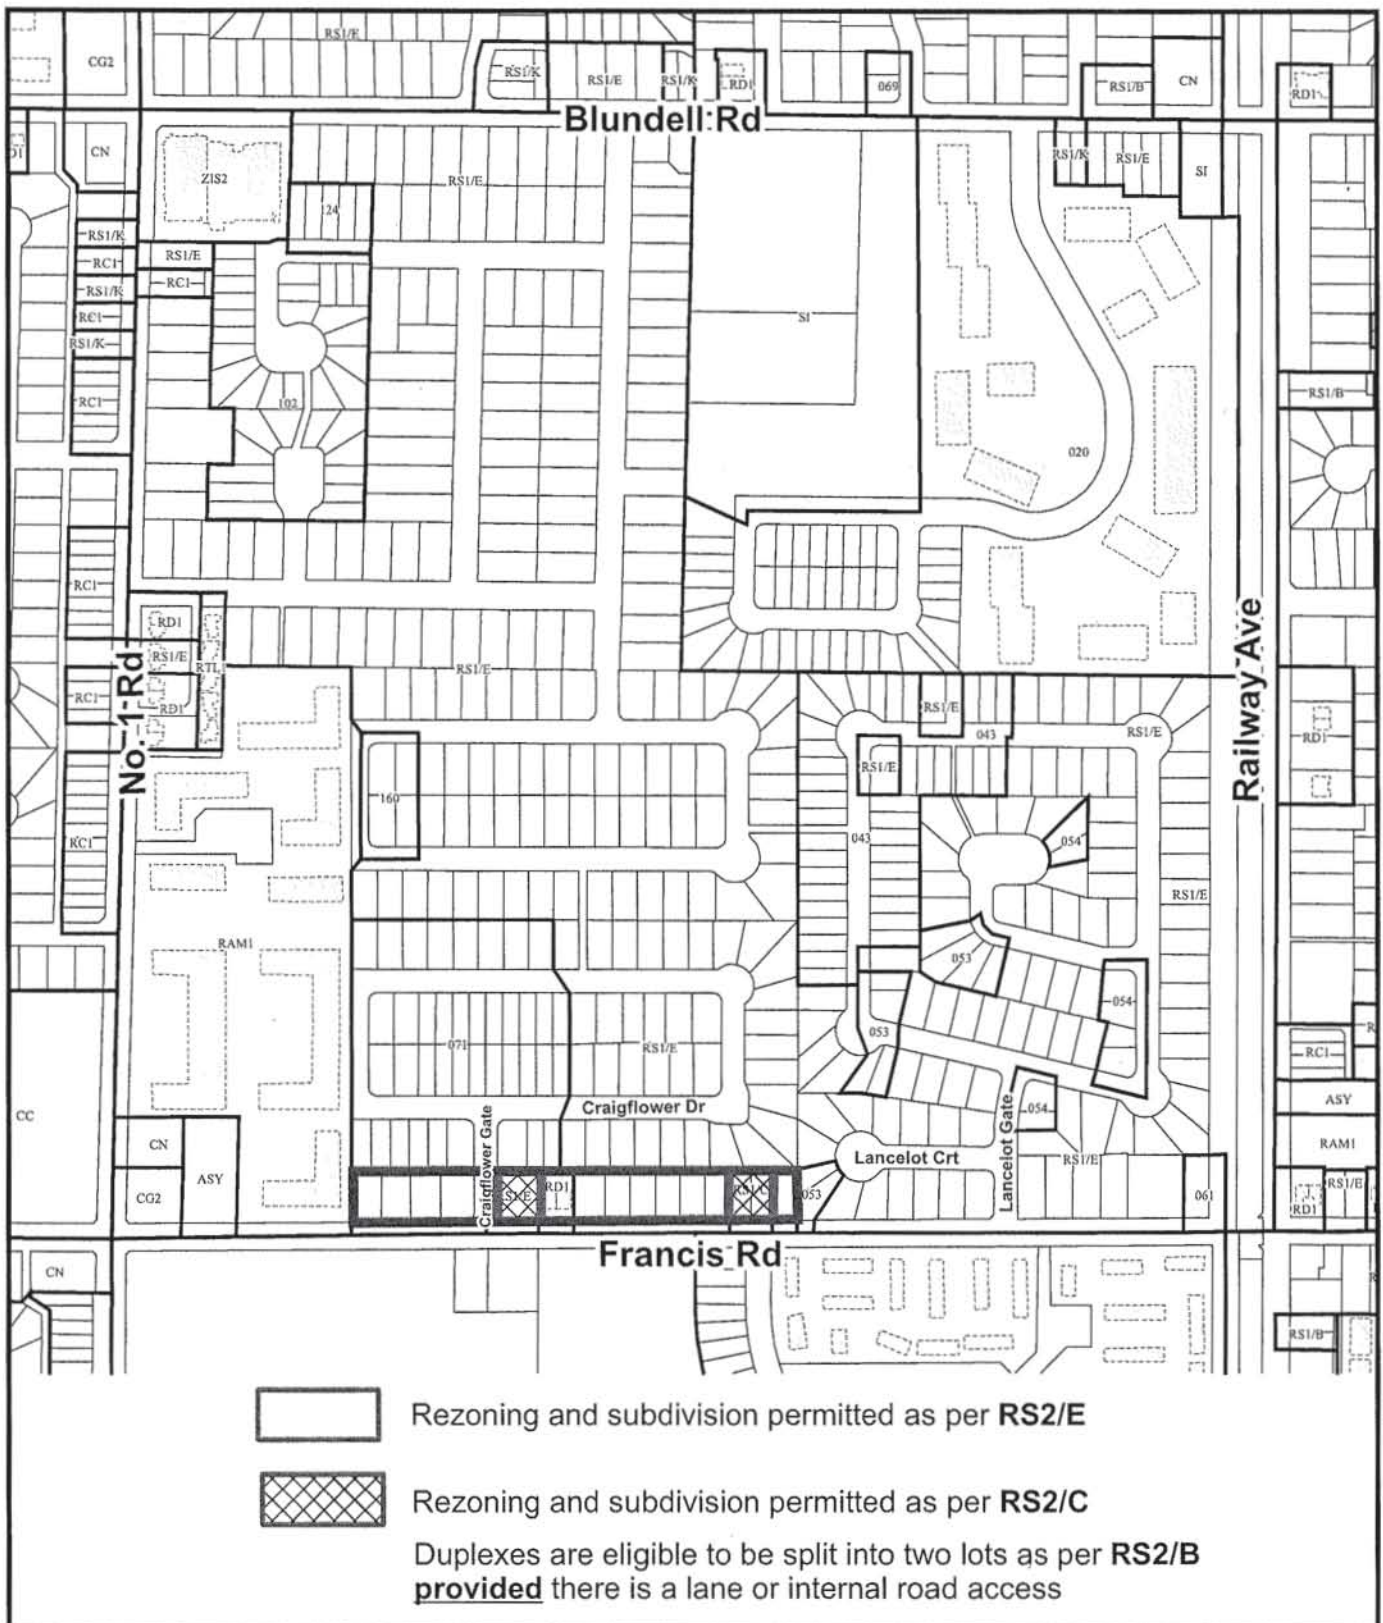 RS1/E
CG2
RS1/K
RS1/E
RS1/K
RD1
069
RS1/B
CN
RD1
Blundell Rd
CN
ZIS2
RS1/E
RS1/K
RS1/E
SI
124
RS1/K
RS1/E
RC1
RC1
RS1/K
RC1
RS1/K
SI
RC1
102
RS1/B
020
RC1
RD1
RS1/E
RTL
RS1/E
RC1
RD1
No. 1 Rd
Railway Ave
RS1/E
043
RS1/E
RS1/E
RD1
160
RC1
043
054
RS1/E
RAM1
053
054
071
RS1/E
053
RC1
CC
Craigflower Dr
Craigflower Gate
054
Lancelot Gate
ASY
CN
RAM1
ASY
Lancelot Crt
RS1/E
CG2
RD1
053
061
RS1/E
RD1
Francis Rd
CN
RS1/B
Rezoning and subdivision permitted as per RS2/E
Rezoning and subdivision permitted as per RS2/C
Duplexes are eligible to be split into two lots as per RS2/B
provided there is a lane or internal road access